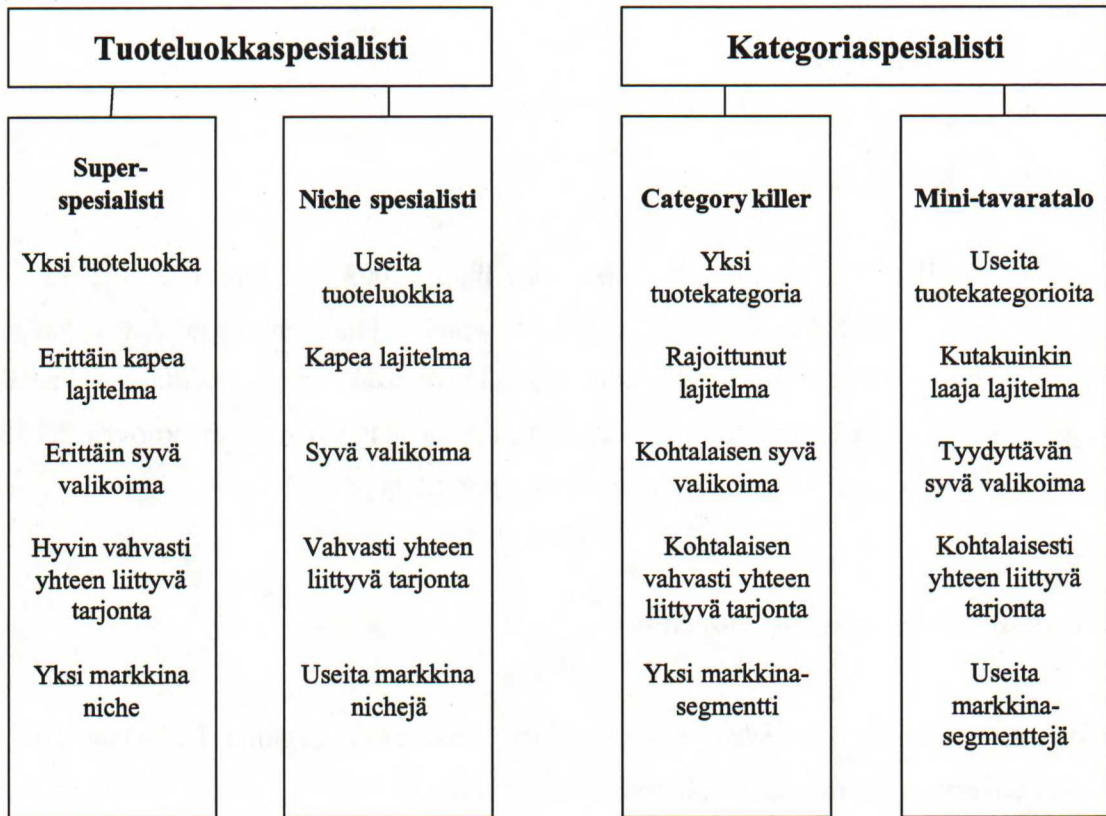 Tuoteluokkaspesialisti
Super-
spesialisti
Yksi tuoteluokka
Erittäin kapea
lajitelma
Erittäin syvä
valikoima
Hyvin vahvasti
yhteen liittyvä
tarjonta
Yksi markkina
niche
Niche spesialisti
Useita
tuoteluokkia
Kapea lajitelma
Syvä valikoima
Vahvasti yhteen
liittyvä tarjonta
Useita markkina
nichejä
Kategoriaspesialisti
Category killer
Yksi
tuotekategoria
Rajoittunut
lajitelma
Kohtalaisen syvä
valikoima
Kohtalaisen
vahvasti yhteen
liittyvä tarjonta
Yksi markkina-
segmentti
Mini-tavaratalo
Useita
tuotekategorioita
Kutakuinkin
laaja lajitelma
Tyydyttävän
syvä valikoima
Kohtalaisesti
yhteen liittyvä
tarjonta
Useita
markkina-
segmenttejä